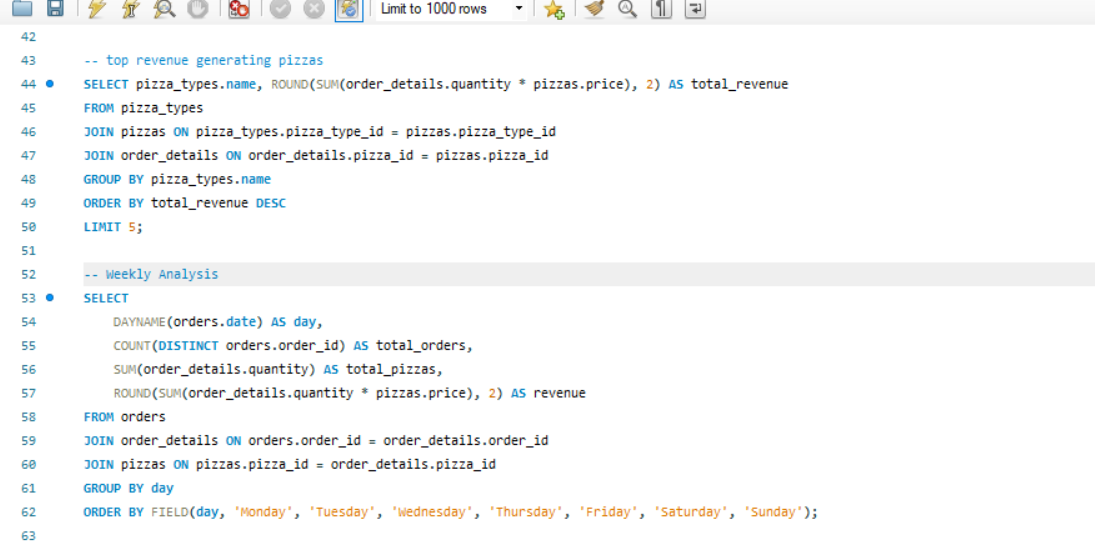 Limit to 1000 rows
42
43 -- top revenue generating pizzas
44 SELECT pizza_types.name, ROUND(SUM(order_details.quantity * pizzas.price), 2) AS total_revenue
45 FROM pizza_types
46 JOIN pizzas ON pizza_types.pizza_type_id = pizzas.pizza_type_id
47 JOIN order_details ON order_details.pizza_id = pizzas.pizza_id
48 GROUP BY pizza_types.name
49 ORDER BY total_revenue DESC
50 LIMIT 5;
51
52 -- Weekly Analysis
53 SELECT
54 DAYNAME(orders.date) AS day,
55 COUNT(DISTINCT orders.order_id) AS total_orders,
56 SUM(order_details.quantity) AS total_pizzas,
57 ROUND(SUM(order_details.quantity * pizzas.price), 2) AS revenue
58 FROM orders
59 JOIN order_details ON orders.order_id = order_details.order_id
60 JOIN pizzas ON pizzas.pizza_id = order_details.pizza_id
61 GROUP BY day
62 ORDER BY FIELD(day, 'Monday', 'Tuesday', 'Wednesday', 'Thursday', 'Friday', 'Saturday', 'Sunday');
63